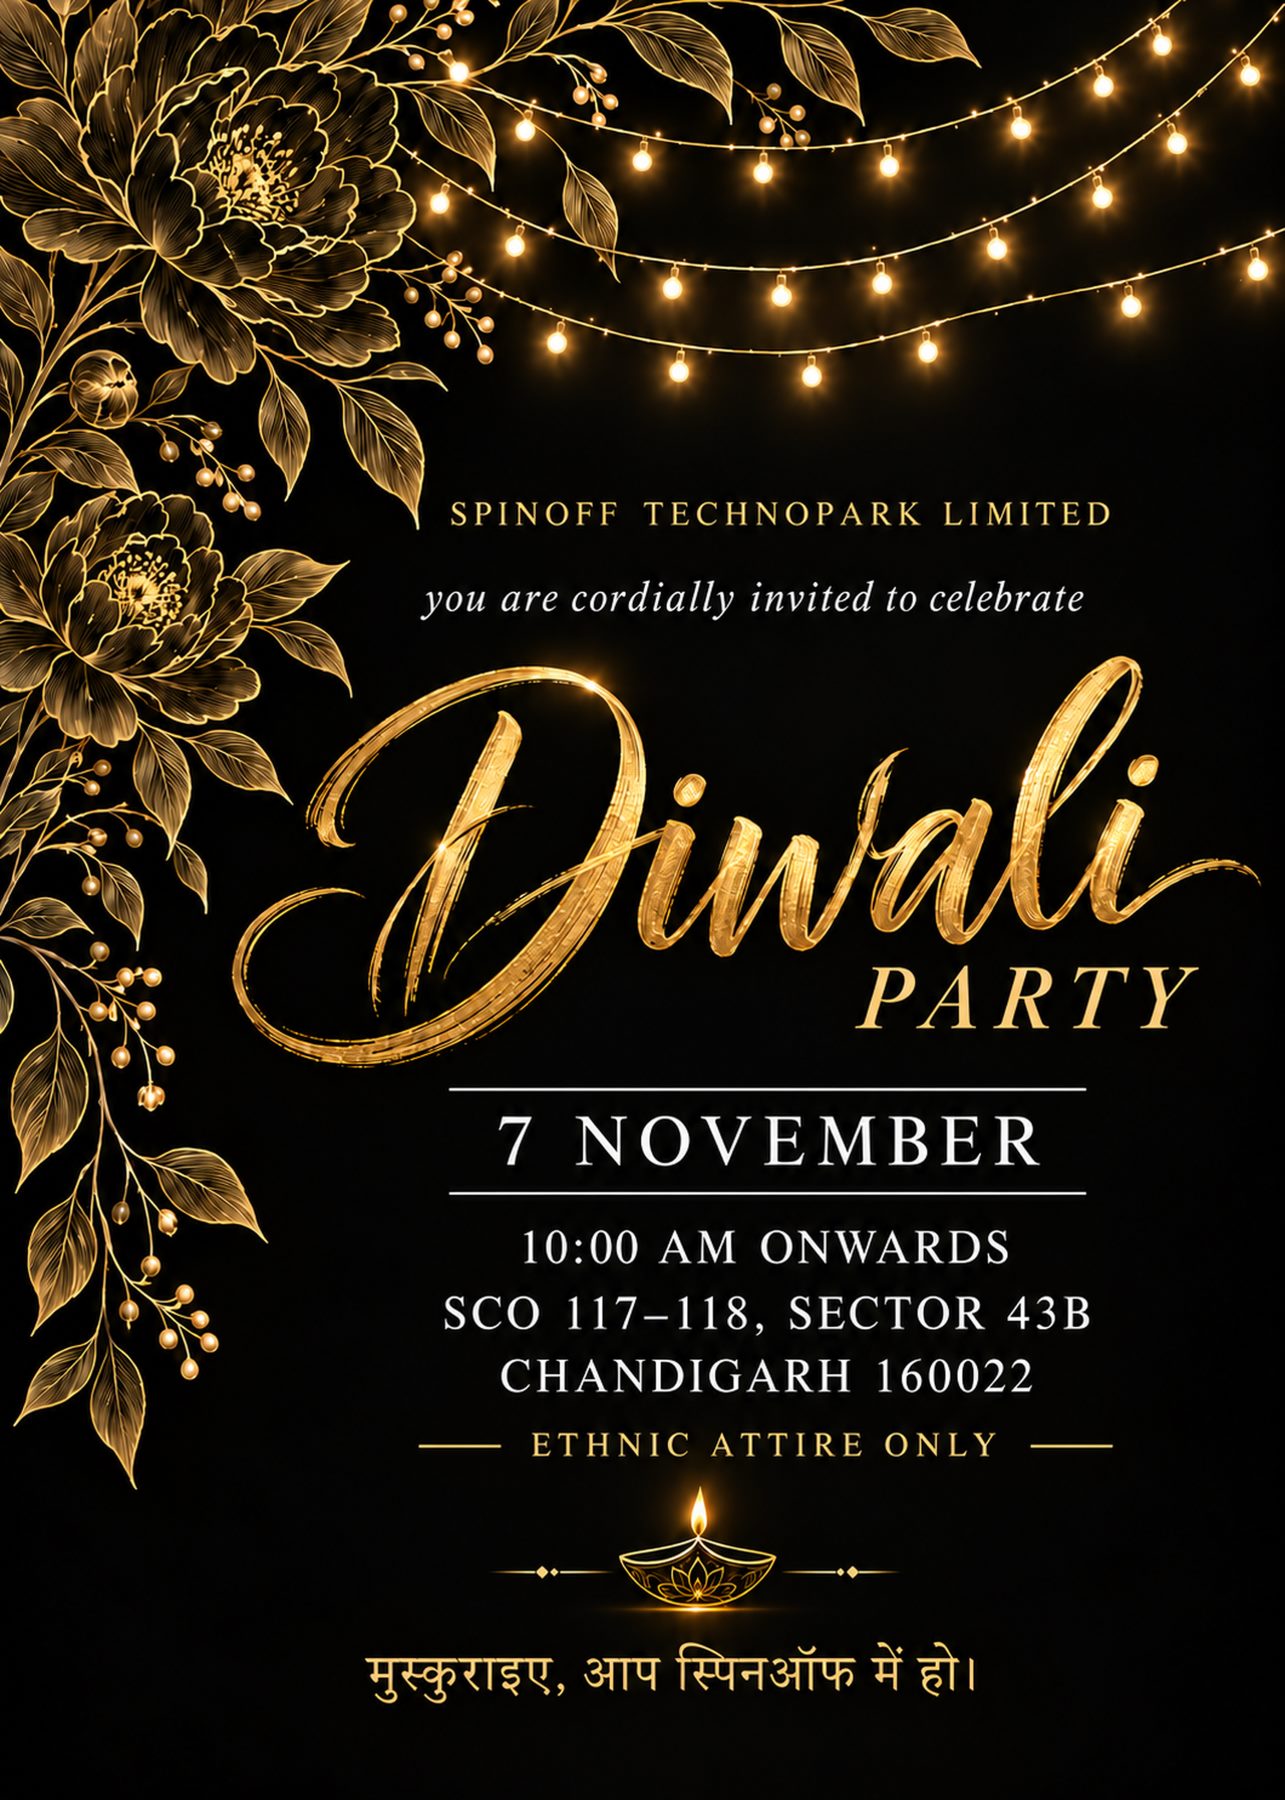 SPINOFF TECHNOPARK LIMITED
you are cordially invited to celebrate
Diwali
PARTY
7 NOVEMBER
10:00 AM ONWARDS
SCO 117–118, SECTOR 43B
CHANDIGARH 160022
ETHNIC ATTIRE ONLY
मुस्कुराइए, आप स्पिनऑफ में हो।